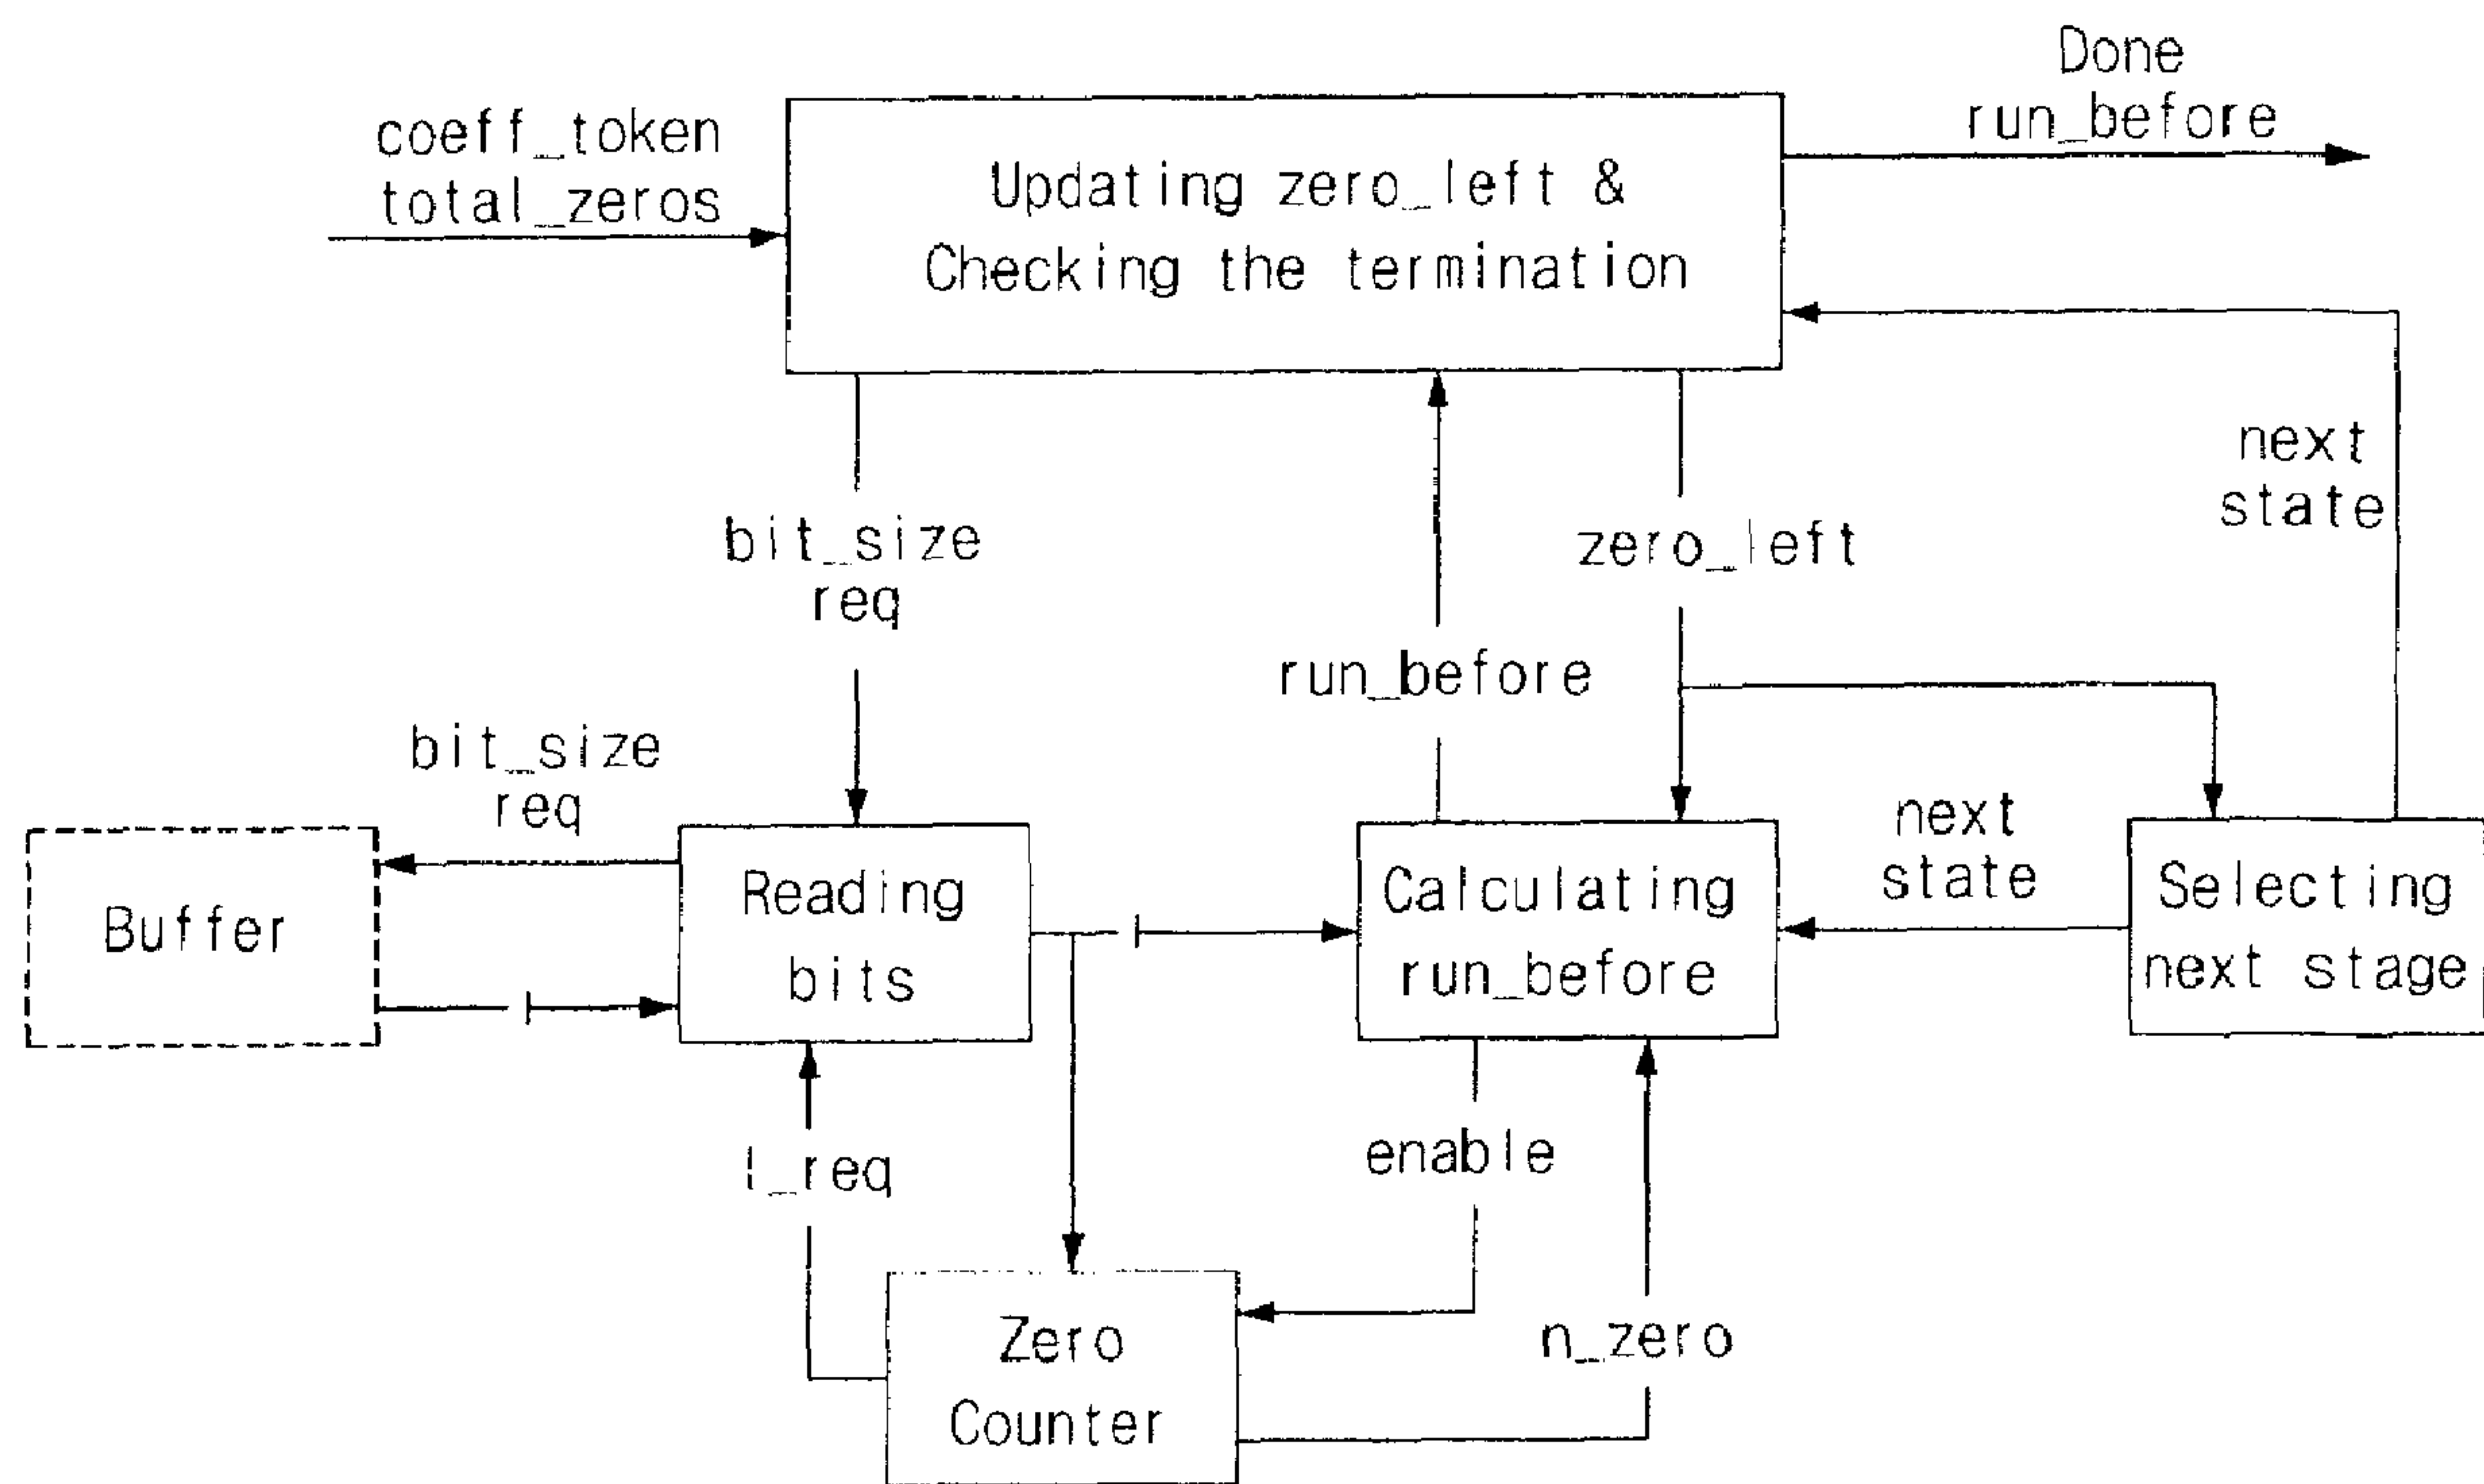 Done
run_before
coeff_token
total_zeros
Updating zero_left &
Checking the termination
next
state
bit_size
req
zero_left
run_before
bit_size
req
next
state
Buffer
Reading
bits
I
I
Calculating
run_before
Selecting
next stage
I_req
enable
Zero
Counter
n_zero